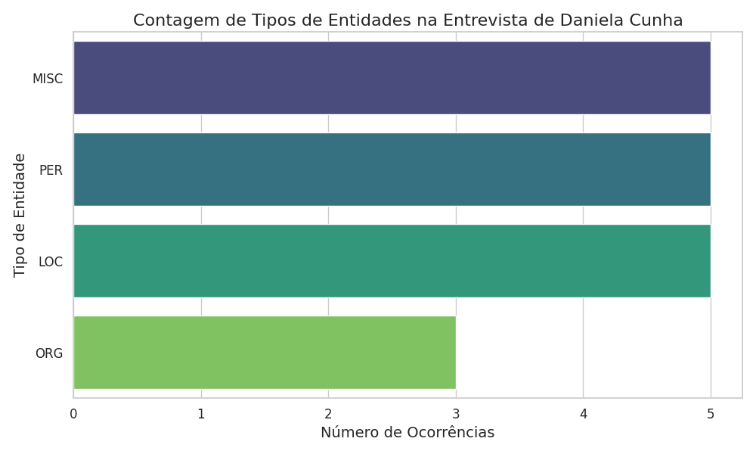 Contagem de Tipos de Entidades na Entrevista de Daniela Cunha
Tipo de Entidade
MISC
PER
LOC
ORG
0 1 2 3 4 5
Número de Ocorrências